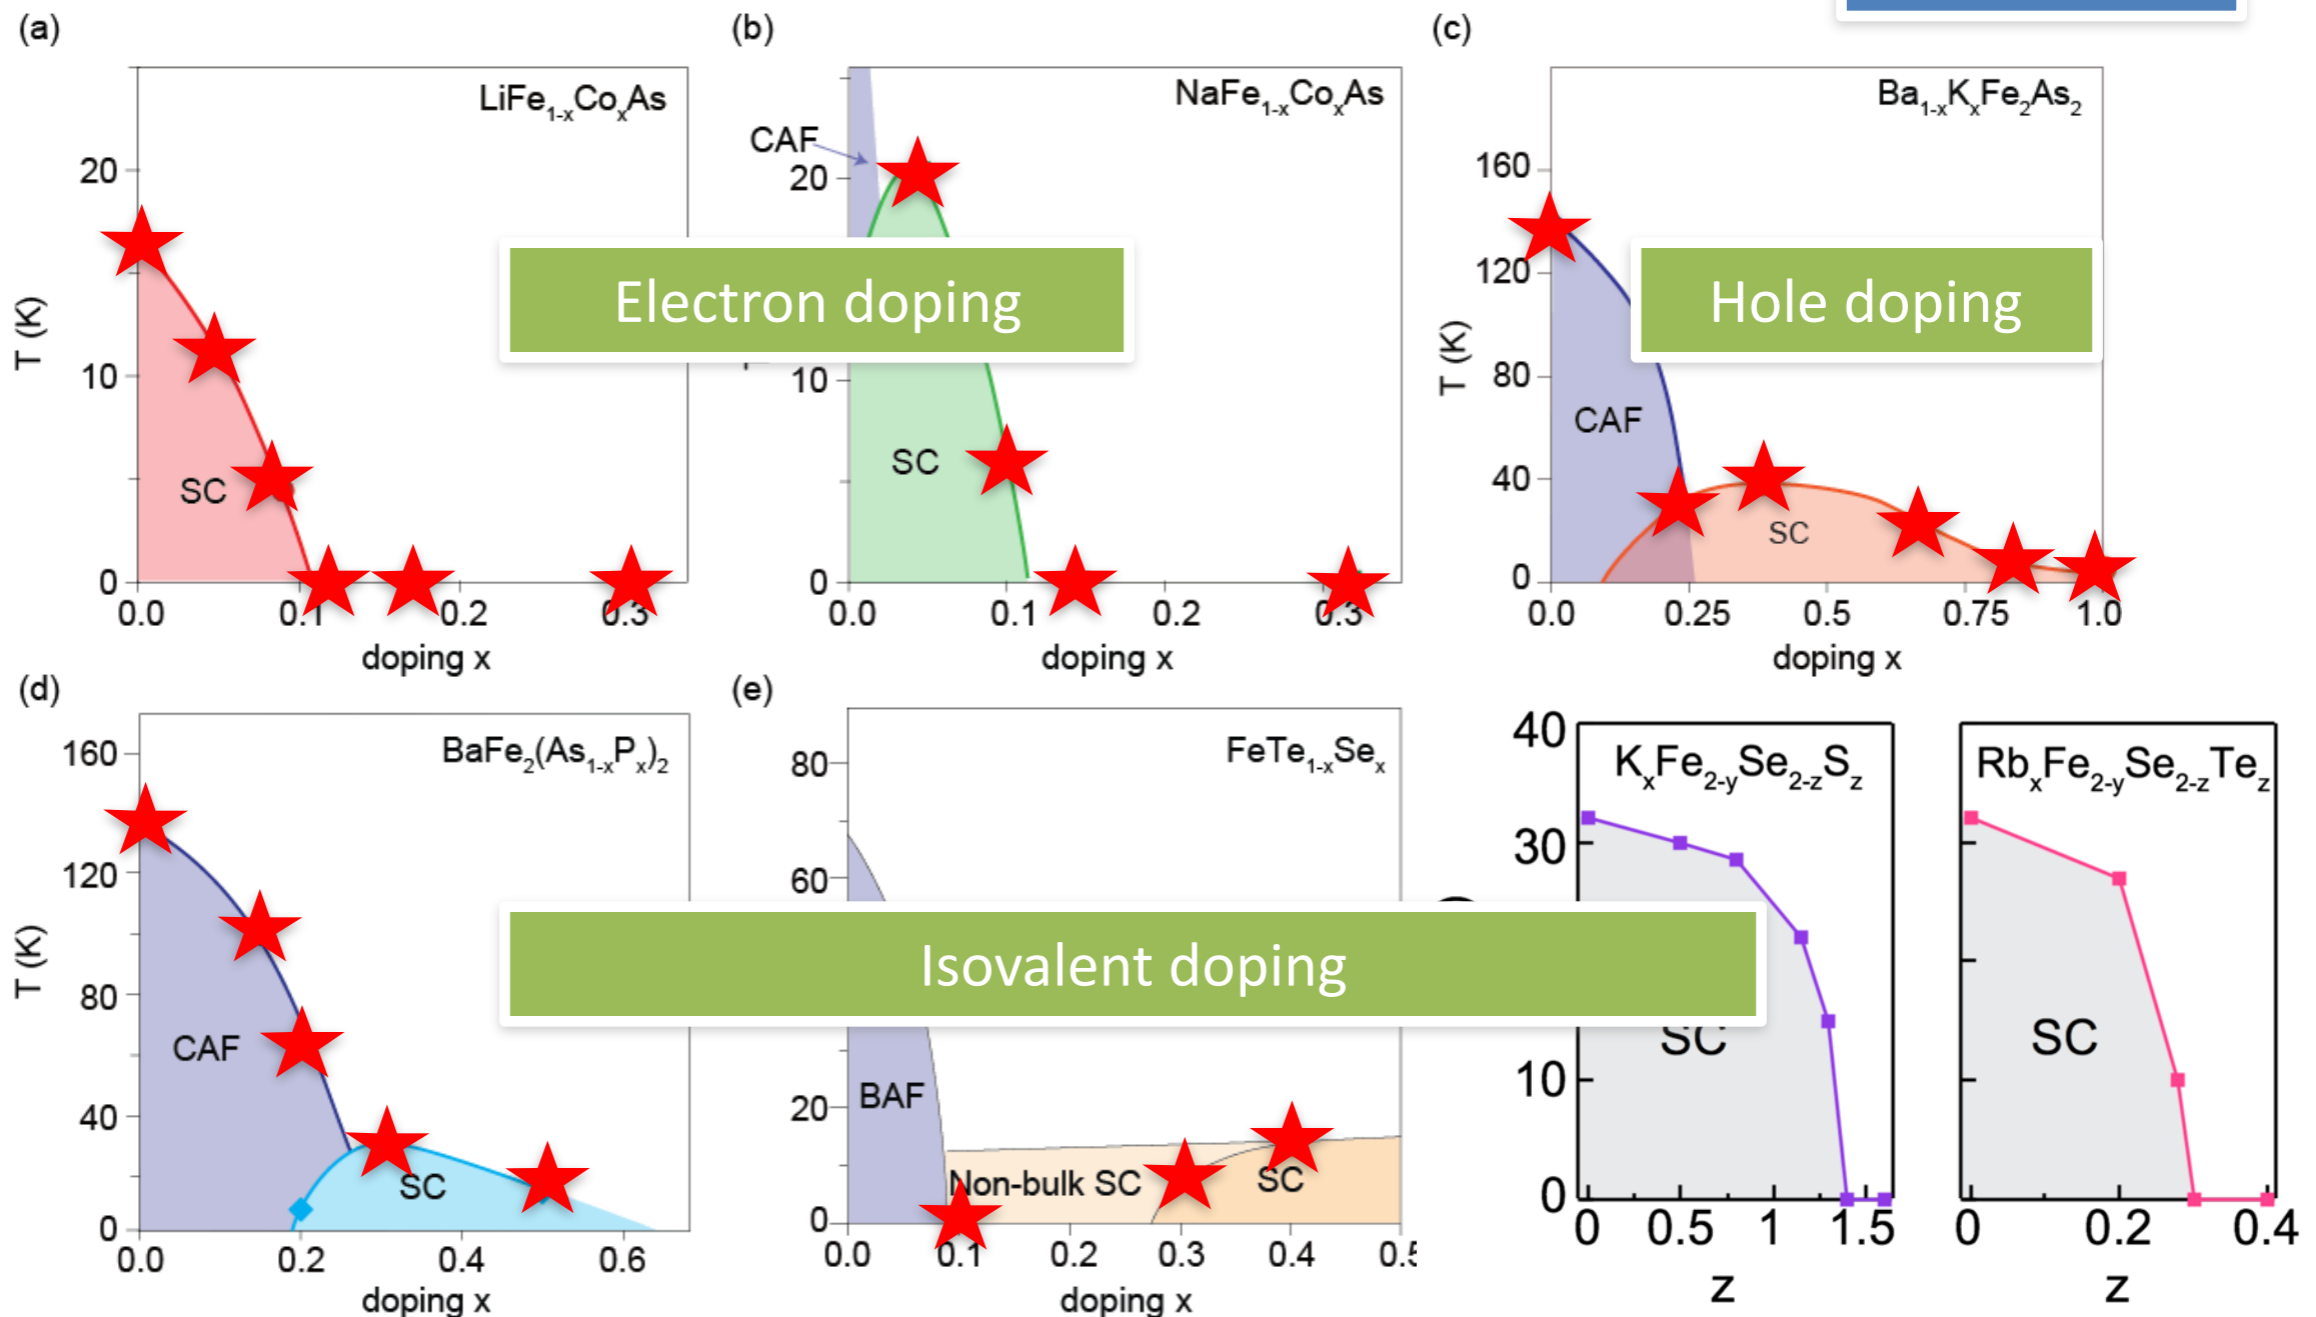 (a)
LiFe1-xCoxAs
20
10
0
T (K)
SC
0.0 0.1 0.2 0.3
doping x
(b)
NaFe1-xCoxAs
CAF
20
10
0
SC
0.0 0.1 0.2 0.3
doping x
Electron doping
(c)
Ba1-xKxFe2As2
160
120
80
40
0
T (K)
CAF
SC
0.0 0.25 0.5 0.75 1.0
doping x
Hole doping
(d)
BaFe2(As1-xPx)2
160
120
80
40
0
T (K)
CAF
SC
0.0 0.2 0.4 0.6
doping x
(e)
FeTe1-xSex
80
60
20
0
BAF
Non-bulk SC
SC
0.0 0.1 0.2 0.3 0.4 0.5
doping x
Isovalent doping
KxFe2-ySe2-zSz
40
30
10
0
SC
0 0.5 1 1.5
z
RbxFe2-ySe2-zTez
SC
0 0.2 0.4
z